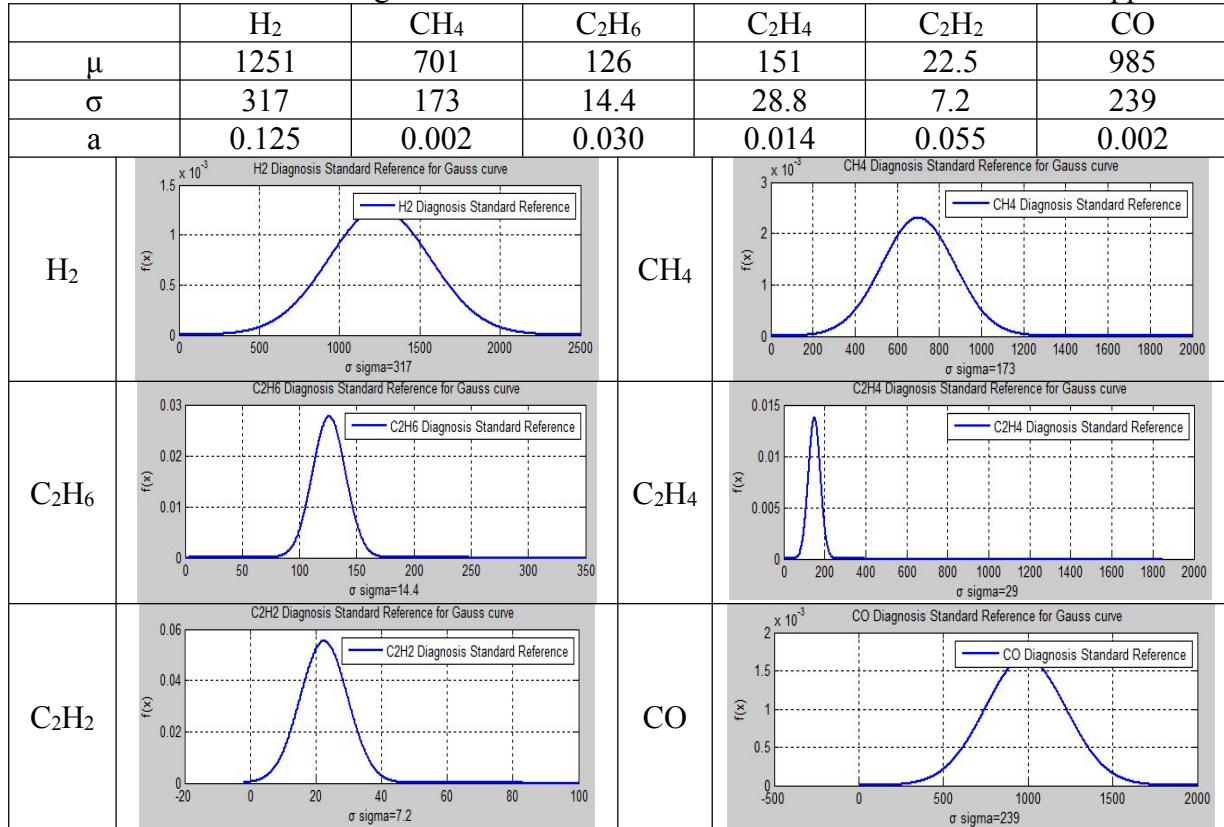 H2 CH4 C2H6 C2H4 C2H2 CO
μ 1251 701 126 151 22.5 985
σ 317 173 14.4 28.8 7.2 239
a 0.125 0.002 0.030 0.014 0.055 0.002
H2
H2 Diagnosis Standard Reference for Gauss curve
x 10^-3
H2 Diagnosis Standard Reference
f(x)
1.5
1
0.5
0
0 500 1000 1500 2000 2500
σ sigma=317
CH4
CH4 Diagnosis Standard Reference for Gauss curve
x 10^-3
CH4 Diagnosis Standard Reference
f(x)
3
2
1
0
0 200 400 600 800 1000 1200 1400 1600 1800 2000
σ sigma=173
C2H6
C2H6 Diagnosis Standard Reference for Gauss curve
C2H6 Diagnosis Standard Reference
f(x)
0.03
0.02
0.01
0
0 50 100 150 200 250 300 350
σ sigma=14.4
C2H4
C2H4 Diagnosis Standard Reference for Gauss curve
C2H4 Diagnosis Standard Reference
f(x)
0.015
0.01
0.005
0
0 200 400 600 800 1000 1200 1400 1600 1800 2000
σ sigma=29
C2H2
C2H2 Diagnosis Standard Reference for Gauss curve
C2H2 Diagnosis Standard Reference
f(x)
0.06
0.04
0.02
0
-20 0 20 40 60 80 100
σ sigma=7.2
CO
CO Diagnosis Standard Reference for Gauss curve
x 10^-3
CO Diagnosis Standard Reference
f(x)
2
1.5
1
0.5
0
-500 0 500 1000 1500 2000
σ sigma=239